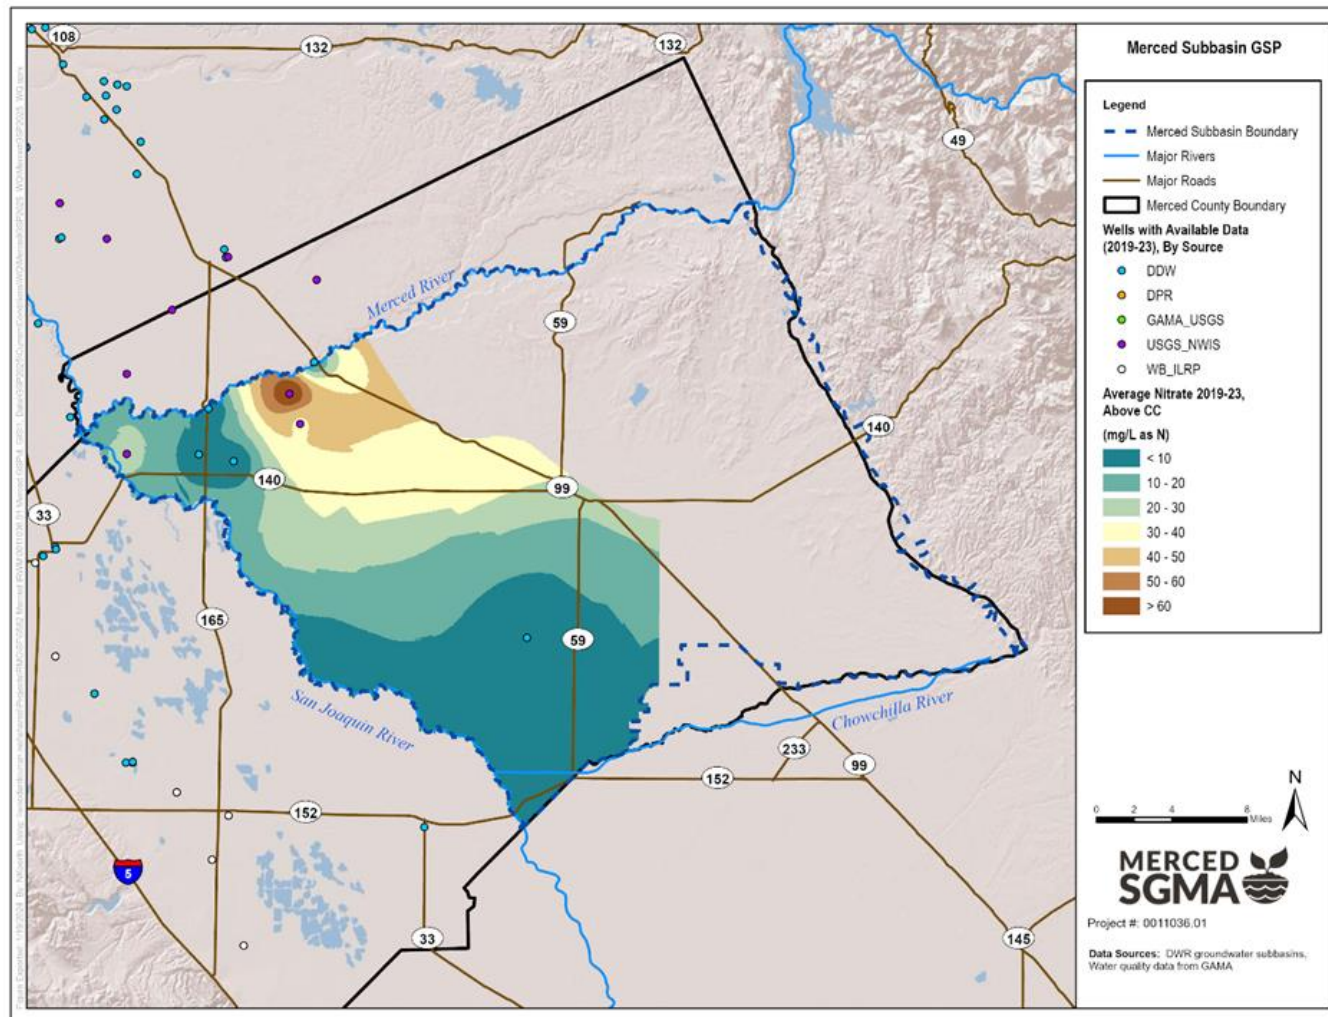 108
132
132
49
Merced River
59
140
140
99
33
165
59
San Joaquin River
Chowchilla River
233
99
152
152
5
33
145
Merced Subbasin GSP
Legend
Merced Subbasin Boundary
Major Rivers
Major Roads
Merced County Boundary
Wells with Available Data
(2019-23), By Source
DDW
DPR
GAMA_USGS
USGS_NWIS
WB_ILRP
Average Nitrate 2019-23,
Above CC
(mg/L as N)
< 10
10 - 20
20 - 30
30 - 40
40 - 50
50 - 60
> 60
N
0 2 4 8
Miles
MERCED
SGMA
Project #: 0011036.01
Data Sources: DWR groundwater subbasins,
Water quality data from GAMA